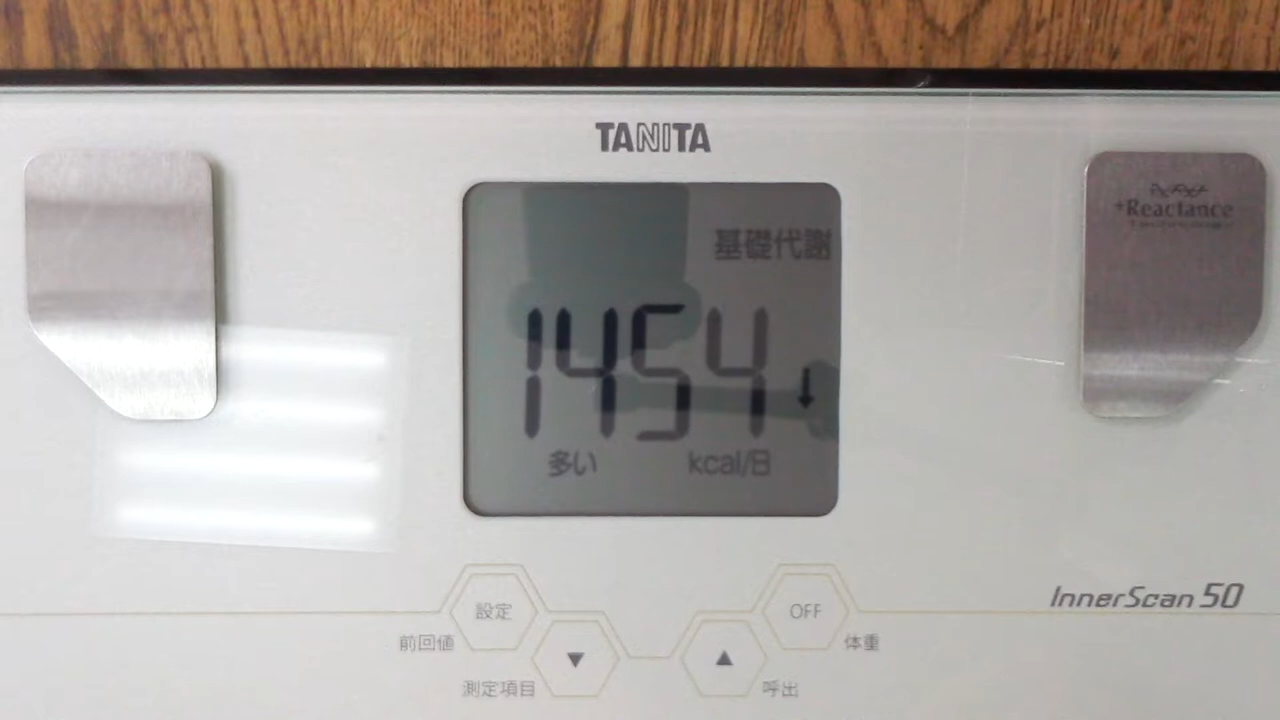 TANITA
+Reactance
基礎代謝
1454
多い kcal/日
InnerScan 50
設定 OFF
前回値 体重
測定項目 呼出